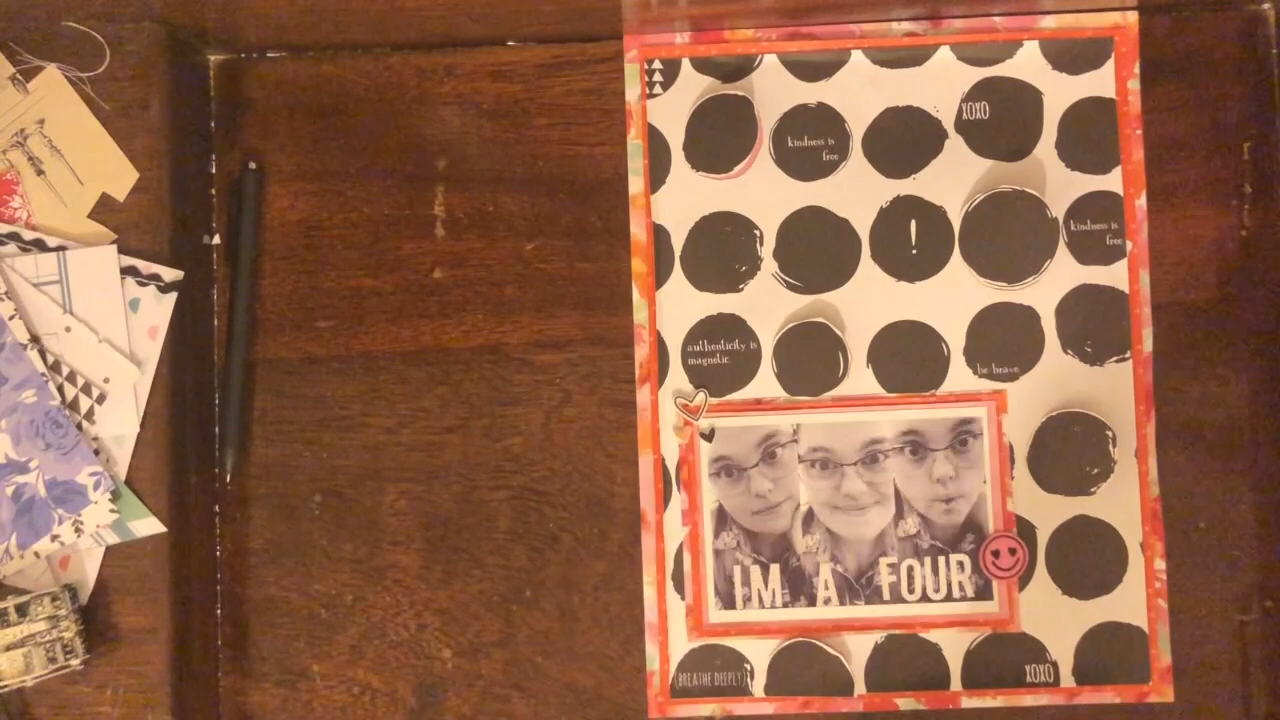 XOXO
kindness is
free
!
kindness is
free
authenticity is
magnetic
be brave
IM A FOUR
(BREATHE DEEPLY)
XOXO